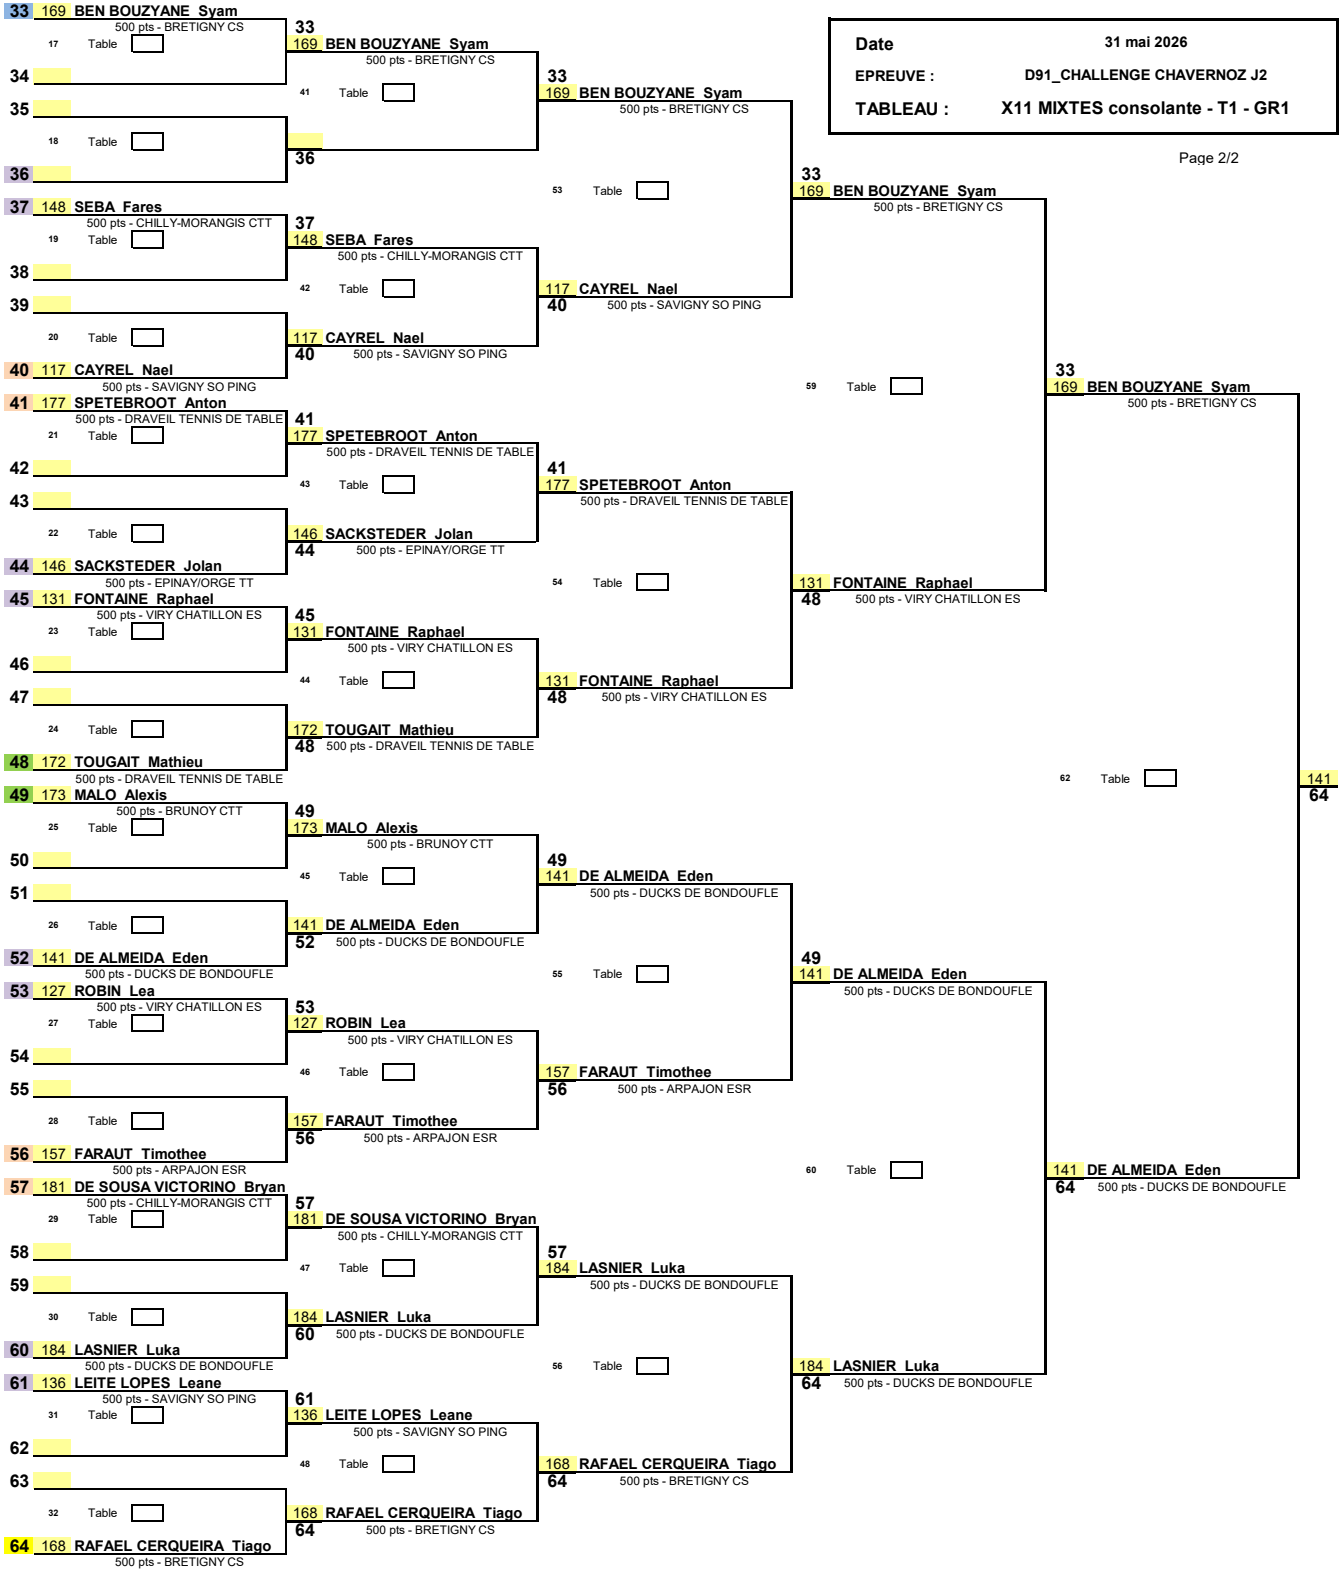 33 169 BEN BOUZYANE Syam
500 pts - BRETIGNY CS
17 Table
34
35
18 Table
36
37 148 SEBA Fares
500 pts - CHILLY-MORANGIS CTT
19 Table
38
39
20 Table
40 117 CAYREL Nael
500 pts - SAVIGNY SO PING
41 177 SPETEBROOT Anton
500 pts - DRAVEIL TENNIS DE TABLE
21 Table
42
43
22 Table
44 146 SACKSTEDER Jolan
500 pts - EPINAY/ORGE TT
45 131 FONTAINE Raphael
500 pts - VIRY CHATILLON ES
23 Table
46
47
24 Table
48 172 TOUGAIT Mathieu
500 pts - DRAVEIL TENNIS DE TABLE
49 173 MALO Alexis
500 pts - BRUNOY CTT
25 Table
50
51
26 Table
52 141 DE ALMEIDA Eden
500 pts - DUCKS DE BONDOUFLE
53 127 ROBIN Lea
500 pts - VIRY CHATILLON ES
27 Table
54
55
28 Table
56 157 FARAUT Timothee
500 pts - ARPAJON ESR
57 181 DE SOUSA VICTORINO Bryan
500 pts - CHILLY-MORANGIS CTT
29 Table
58
59
30 Table
60 184 LASNIER Luka
500 pts - DUCKS DE BONDOUFLE
61 136 LEITE LOPES Leane
500 pts - SAVIGNY SO PING
31 Table
62
63
32 Table
64 168 RAFAEL CERQUEIRA Tiago
500 pts - BRETIGNY CS
33
169 BEN BOUZYANE Syam
500 pts - BRETIGNY CS
41 Table
36
37
148 SEBA Fares
500 pts - CHILLY-MORANGIS CTT
42 Table
117 CAYREL Nael
40 500 pts - SAVIGNY SO PING
41
177 SPETEBROOT Anton
500 pts - DRAVEIL TENNIS DE TABLE
43 Table
146 SACKSTEDER Jolan
44 500 pts - EPINAY/ORGE TT
45
131 FONTAINE Raphael
500 pts - VIRY CHATILLON ES
44 Table
172 TOUGAIT Mathieu
48 500 pts - DRAVEIL TENNIS DE TABLE
49
173 MALO Alexis
500 pts - BRUNOY CTT
45 Table
141 DE ALMEIDA Eden
52 500 pts - DUCKS DE BONDOUFLE
53
127 ROBIN Lea
500 pts - VIRY CHATILLON ES
46 Table
157 FARAUT Timothee
56 500 pts - ARPAJON ESR
57
181 DE SOUSA VICTORINO Bryan
500 pts - CHILLY-MORANGIS CTT
47 Table
184 LASNIER Luka
60 500 pts - DUCKS DE BONDOUFLE
61
136 LEITE LOPES Leane
500 pts - SAVIGNY SO PING
48 Table
168 RAFAEL CERQUEIRA Tiago
64 500 pts - BRETIGNY CS
33
169 BEN BOUZYANE Syam
500 pts - BRETIGNY CS
53 Table
117 CAYREL Nael
40 500 pts - SAVIGNY SO PING
41
177 SPETEBROOT Anton
500 pts - DRAVEIL TENNIS DE TABLE
54 Table
131 FONTAINE Raphael
48 500 pts - VIRY CHATILLON ES
49
141 DE ALMEIDA Eden
500 pts - DUCKS DE BONDOUFLE
55 Table
157 FARAUT Timothee
56 500 pts - ARPAJON ESR
57
184 LASNIER Luka
500 pts - DUCKS DE BONDOUFLE
56 Table
168 RAFAEL CERQUEIRA Tiago
64 500 pts - BRETIGNY CS
Date 31 mai 2026
EPREUVE : D91_CHALLENGE CHAVERNOZ J2
TABLEAU : X11 MIXTES consolante - T1 - GR1
Page 2/2
33
169 BEN BOUZYANE Syam
500 pts - BRETIGNY CS
59 Table
131 FONTAINE Raphael
48 500 pts - VIRY CHATILLON ES
49
141 DE ALMEIDA Eden
500 pts - DUCKS DE BONDOUFLE
60 Table
184 LASNIER Luka
64 500 pts - DUCKS DE BONDOUFLE
33
169 BEN BOUZYANE Syam
500 pts - BRETIGNY CS
62 Table
141 DE ALMEIDA Eden
64 500 pts - DUCKS DE BONDOUFLE
141
64